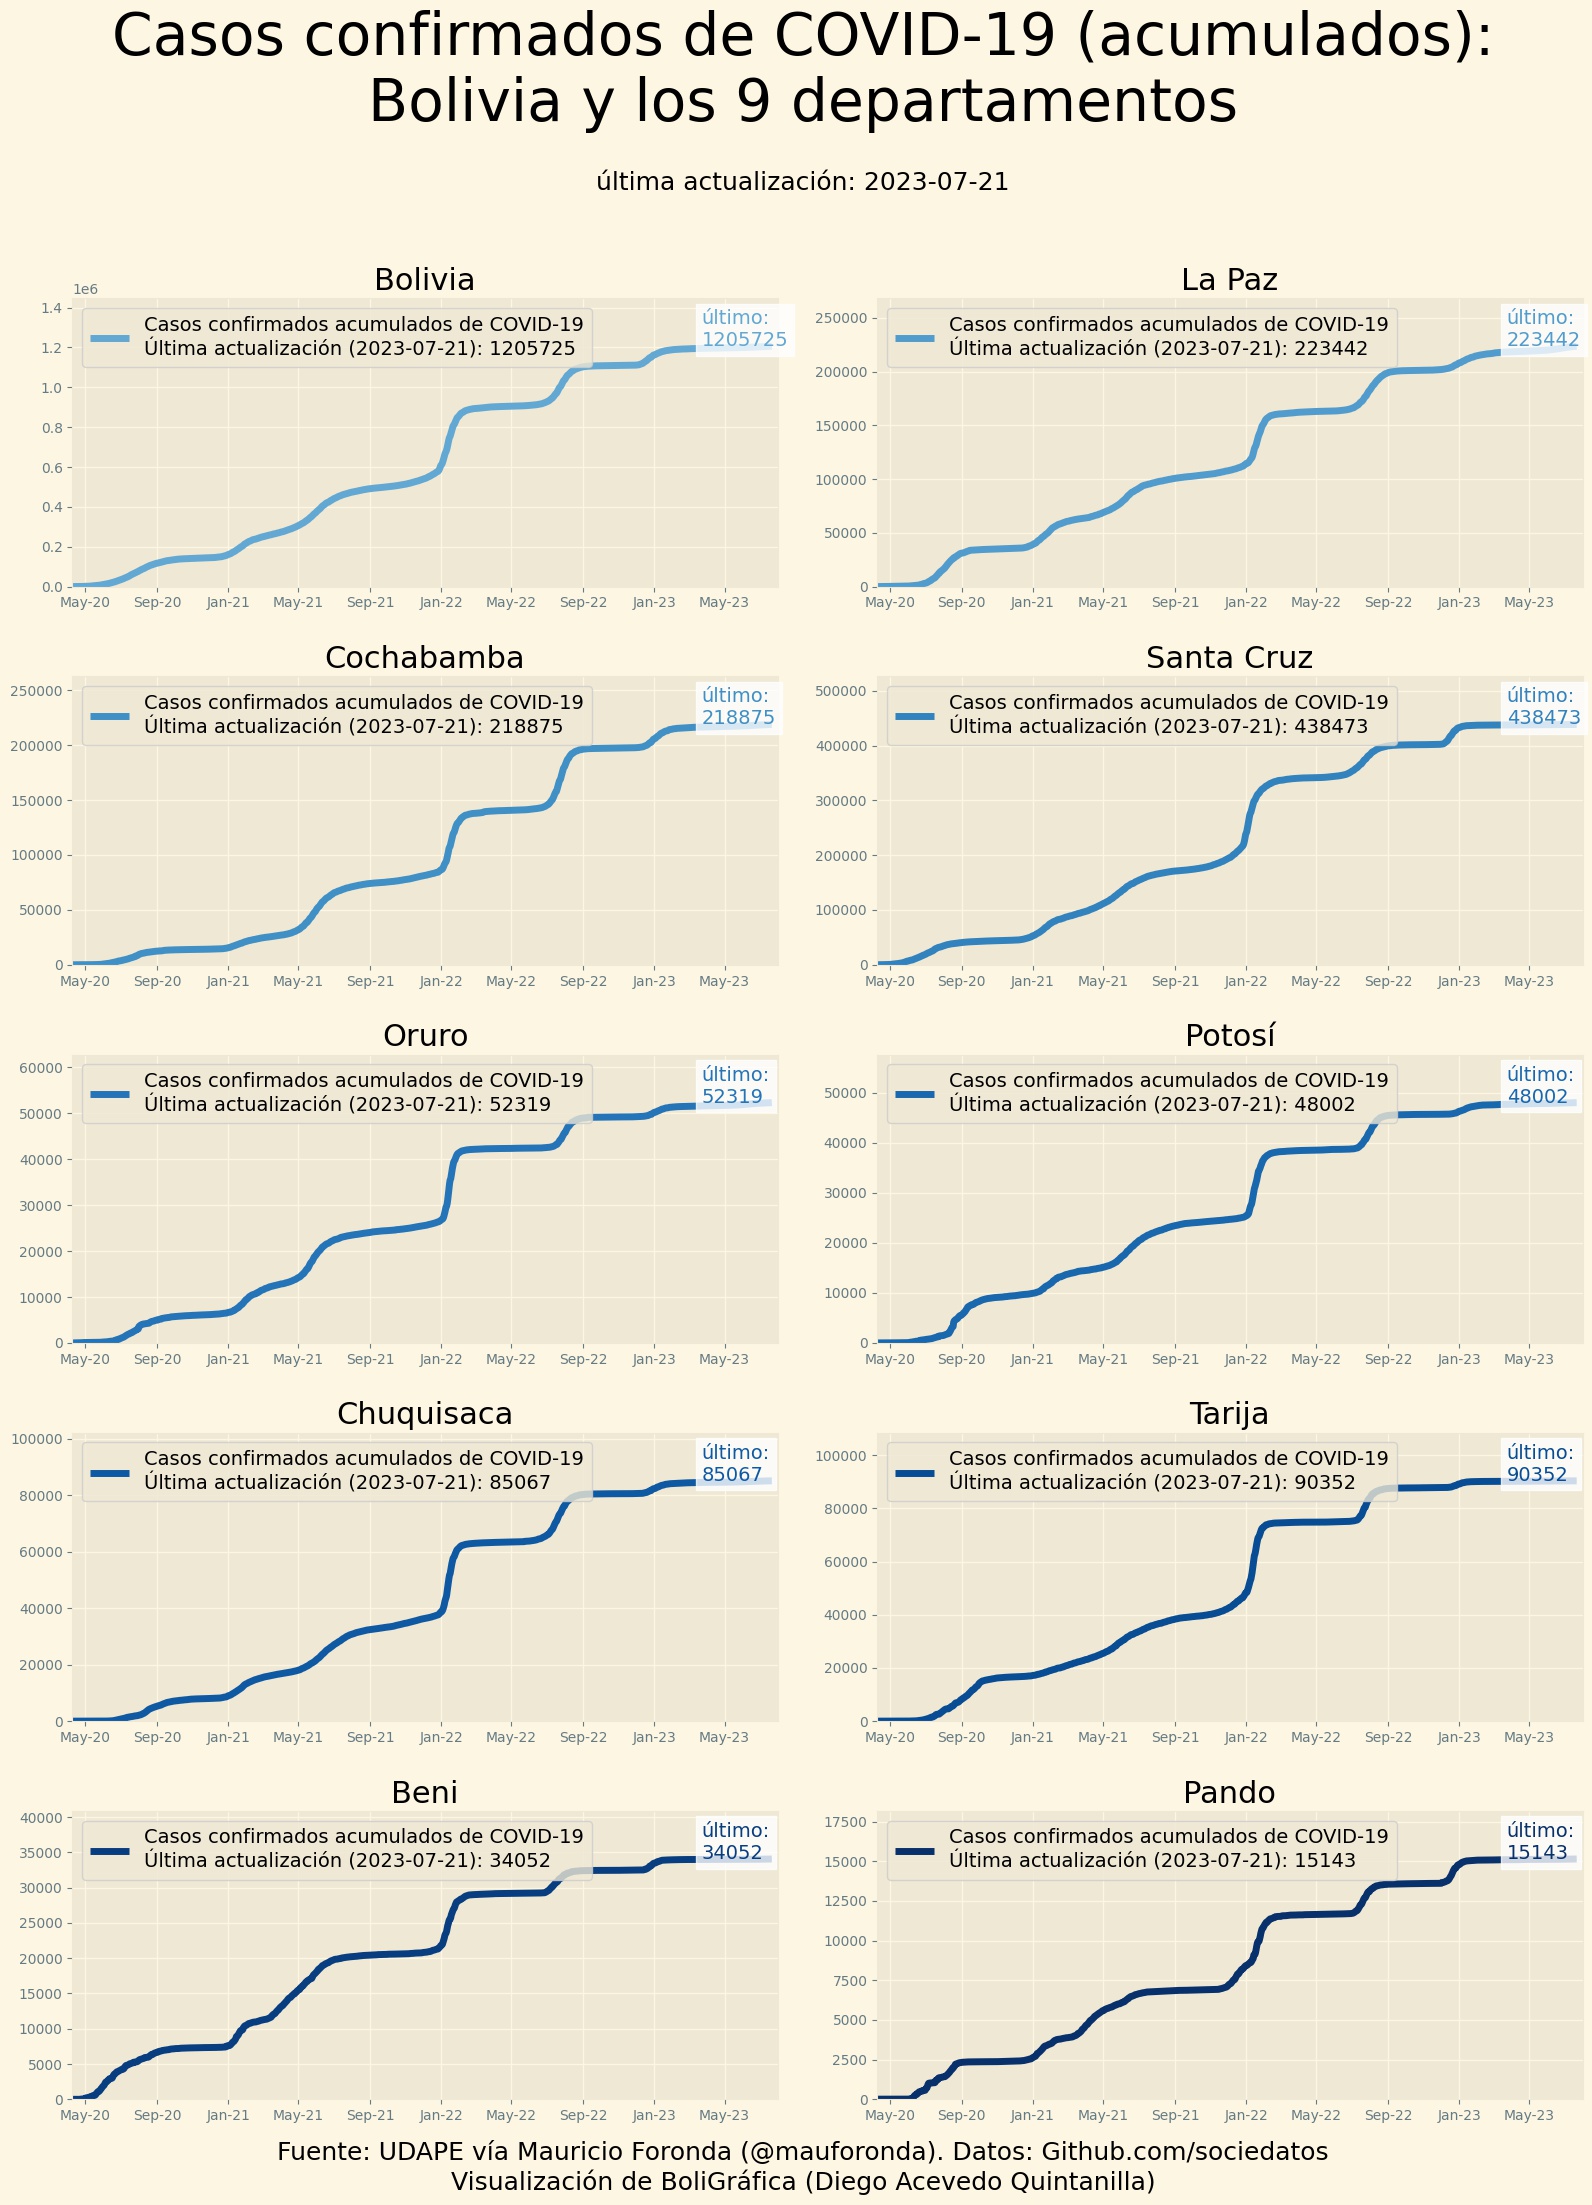 Casos confirmados de COVID-19 (acumulados):
Bolivia y los 9 departamentos
última actualización: 2023-07-21
Bolivia
1e6
Casos confirmados acumulados de COVID-19
Última actualización (2023-07-21): 1205725
último:
1205725
1.4
1.2
1.0
0.8
0.6
0.4
0.2
0.0
May-20 Sep-20 Jan-21 May-21 Sep-21 Jan-22 May-22 Sep-22 Jan-23 May-23
La Paz
Casos confirmados acumulados de COVID-19
Última actualización (2023-07-21): 223442
último:
223442
250000
200000
150000
100000
50000
0
May-20 Sep-20 Jan-21 May-21 Sep-21 Jan-22 May-22 Sep-22 Jan-23 May-23
Cochabamba
Casos confirmados acumulados de COVID-19
Última actualización (2023-07-21): 218875
último:
218875
250000
200000
150000
100000
50000
0
May-20 Sep-20 Jan-21 May-21 Sep-21 Jan-22 May-22 Sep-22 Jan-23 May-23
Santa Cruz
Casos confirmados acumulados de COVID-19
Última actualización (2023-07-21): 438473
último:
438473
500000
400000
300000
200000
100000
0
May-20 Sep-20 Jan-21 May-21 Sep-21 Jan-22 May-22 Sep-22 Jan-23 May-23
Oruro
Casos confirmados acumulados de COVID-19
Última actualización (2023-07-21): 52319
último:
52319
60000
50000
40000
30000
20000
10000
0
May-20 Sep-20 Jan-21 May-21 Sep-21 Jan-22 May-22 Sep-22 Jan-23 May-23
Potosí
Casos confirmados acumulados de COVID-19
Última actualización (2023-07-21): 48002
último:
48002
50000
40000
30000
20000
10000
0
May-20 Sep-20 Jan-21 May-21 Sep-21 Jan-22 May-22 Sep-22 Jan-23 May-23
Chuquisaca
Casos confirmados acumulados de COVID-19
Última actualización (2023-07-21): 85067
último:
85067
100000
80000
60000
40000
20000
0
May-20 Sep-20 Jan-21 May-21 Sep-21 Jan-22 May-22 Sep-22 Jan-23 May-23
Tarija
Casos confirmados acumulados de COVID-19
Última actualización (2023-07-21): 90352
último:
90352
100000
80000
60000
40000
20000
0
May-20 Sep-20 Jan-21 May-21 Sep-21 Jan-22 May-22 Sep-22 Jan-23 May-23
Beni
Casos confirmados acumulados de COVID-19
Última actualización (2023-07-21): 34052
último:
34052
40000
35000
30000
25000
20000
15000
10000
5000
0
May-20 Sep-20 Jan-21 May-21 Sep-21 Jan-22 May-22 Sep-22 Jan-23 May-23
Pando
Casos confirmados acumulados de COVID-19
Última actualización (2023-07-21): 15143
último:
15143
17500
15000
12500
10000
7500
5000
2500
0
May-20 Sep-20 Jan-21 May-21 Sep-21 Jan-22 May-22 Sep-22 Jan-23 May-23
Fuente: UDAPE vía Mauricio Foronda (@mauforonda). Datos: Github.com/sociedatos
Visualización de BoliGráfica (Diego Acevedo Quintanilla)